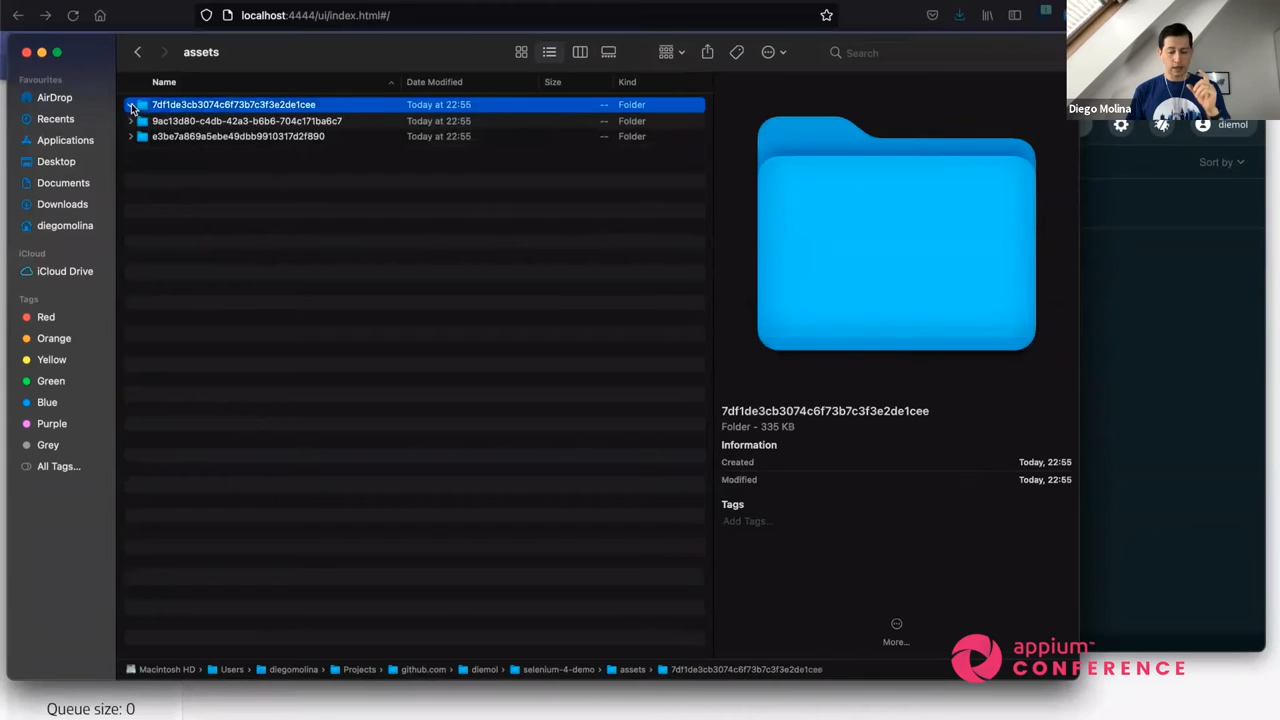 localhost:4444/ui/index.html#/
assets
Search
Diego Molina
diemol
Sort by
Favourites
AirDrop
Recents
Applications
Desktop
Documents
Downloads
diegomolina
iCloud
iCloud Drive
Tags
Red
Orange
Yellow
Green
Blue
Purple
Grey
All Tags...
Name Date Modified Size Kind
7df1de3cb3074c6f73b7c3f3e2de1cee Today at 22:55 -- Folder
9ac13d80-c4db-42a3-b6b6-704c171ba6c7 Today at 22:55 -- Folder
e3be7a869a5ebe49dbb9910317d2f890 Today at 22:55 -- Folder
7df1de3cb3074c6f73b7c3f3e2de1cee
Folder - 335 KB
Information
Created Today, 22:55
Modified Today, 22:55
Tags
Add Tags...
More...
Macintosh HD › Users › diegomolina › Projects › github.com › diemol › selenium-4-demo › assets › 7df1de3cb3074c6f73b7c3f3e2de1cee
appium™
CONFERENCE
Queue size: 0